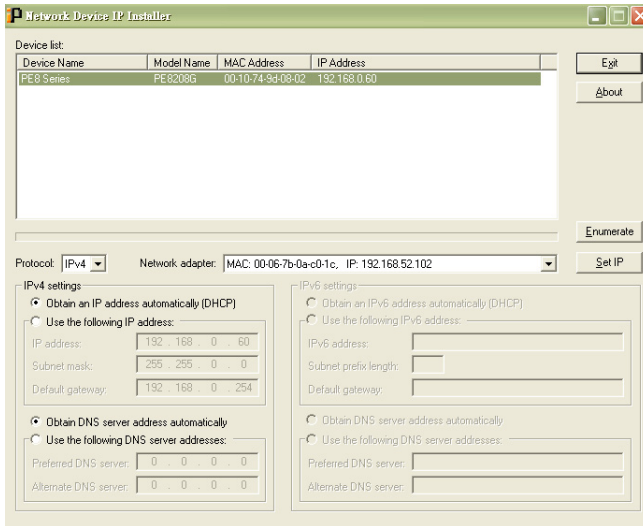 Network Device IP Installer
Device list:
Device Name Model Name MAC Address IP Address
PE8 Series PE8208G 00-10-74-9d-08-02 192.168.0.60
Exit
About
Enumerate
Protocol: IPv4 Network adapter: MAC: 00-06-7b-0a-c0-1c, IP: 192.168.52.102 Set IP
IPv4 settings
Obtain an IP address automatically (DHCP)
Use the following IP address:
IP address: 192 . 168 . 0 . 60
Subnet mask: 255 . 255 . 0 . 0
Default gateway: 192 . 168 . 0 . 254
Obtain DNS server address automatically
Use the following DNS server addresses:
Preferred DNS server: 0 . 0 . 0 . 0
Alternate DNS server: 0 . 0 . 0 . 0
IPv6 settings
Obtain an IPv6 address automatically (DHCP)
Use the following IPv6 address:
IPv6 address:
Subnet prefix length:
Default gateway:
Obtain DNS server address automatically
Use the following DNS server addresses:
Preferred DNS server:
Alternate DNS server: